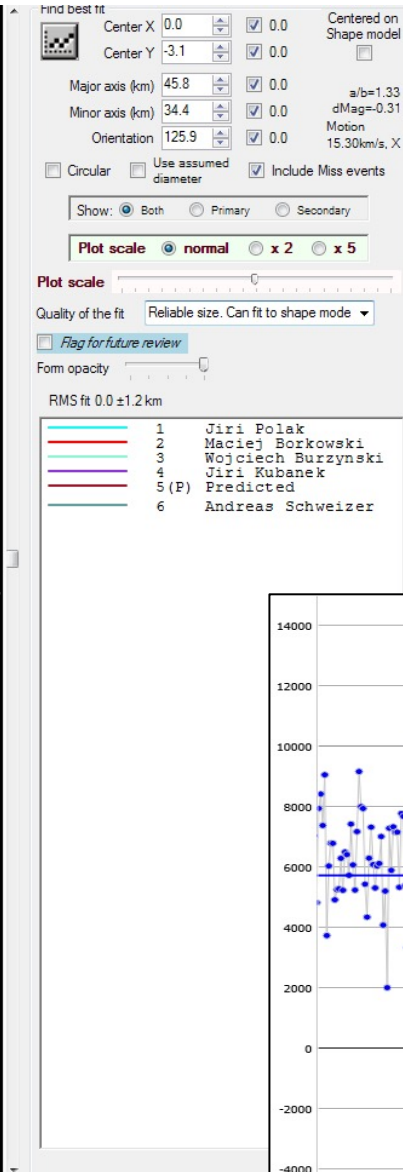 Find best fit
Centered on
Shape model
Center X 0.0 0.0
Center Y -3.1 0.0
Major axis (km) 45.8 0.0
Minor axis (km) 34.4 0.0
Orientation 125.9 0.0
a/b=1.33
dMag=-0.31
Motion
15.30km/s, X
Circular Use assumed diameter Include Miss events
Show: Both Primary Secondary
Plot scale normal x 2 x 5
Plot scale
Quality of the fit Reliable size. Can fit to shape mode
Flag for future review
Form opacity
RMS fit 0.0 ±1.2 km
1 Jiri Polak
2 Maciej Borkowski
3 Wojciech Burzynski
4 Jiri Kubanek
5(P) Predicted
6 Andreas Schweizer
14000
12000
10000
8000
6000
4000
2000
0
-2000
-4000